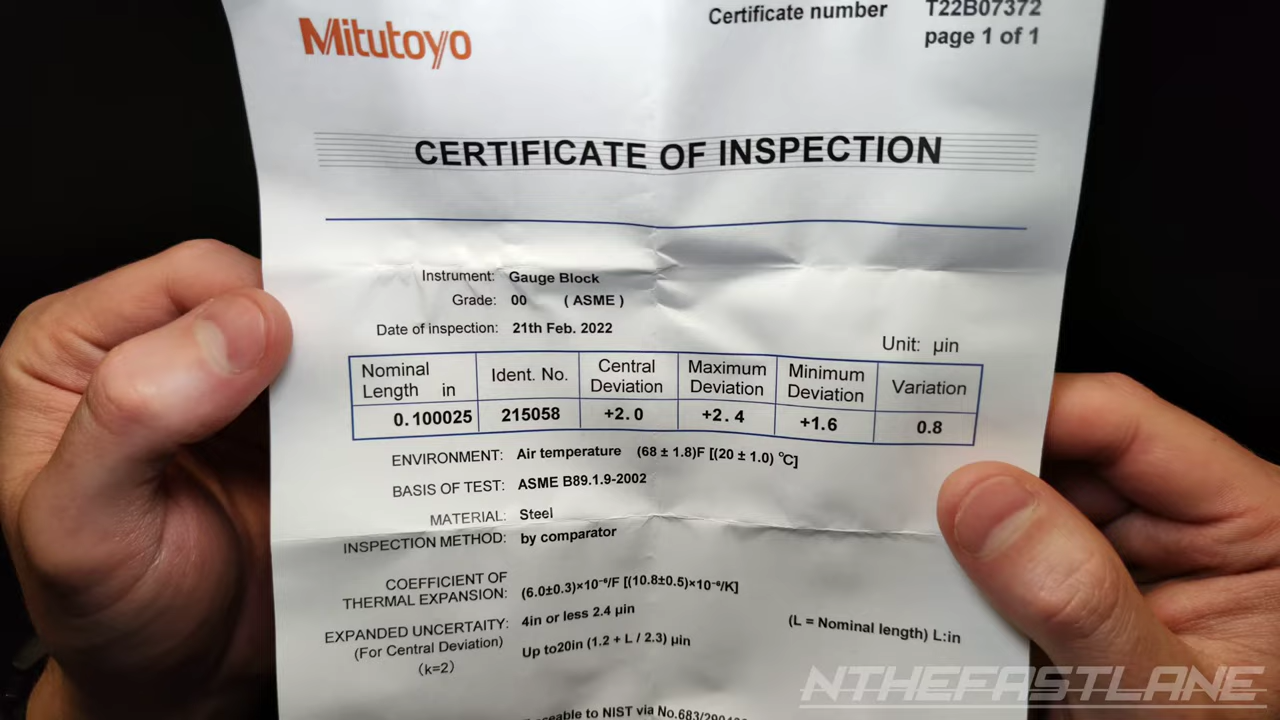 Mitutoyo
Certificate number T22B07372
page 1 of 1
CERTIFICATE OF INSPECTION
Instrument: Gauge Block
Grade: 00 ( ASME )
Date of inspection: 21th Feb. 2022
Unit: µin
Nominal Length in Ident. No. Central Deviation Maximum Deviation Minimum Deviation Variation
0.100025 215058 +2.0 +2.4 +1.6 0.8
ENVIRONMENT: Air temperature (68 ± 1.8)F [(20 ± 1.0) ℃]
BASIS OF TEST: ASME B89.1.9-2002
MATERIAL: Steel
INSPECTION METHOD: by comparator
COEFFICIENT OF
THERMAL EXPANSION: (6.0±0.3)×10⁻⁶/F [(10.8±0.5)×10⁻⁶/K]
EXPANDED UNCERTAITY: 4in or less 2.4 µin
(For Central Deviation) Up to20in (1.2 + L / 2.3) µin (L = Nominal length) L:in
(k=2)
to NIST via
NTHEFASTLANE